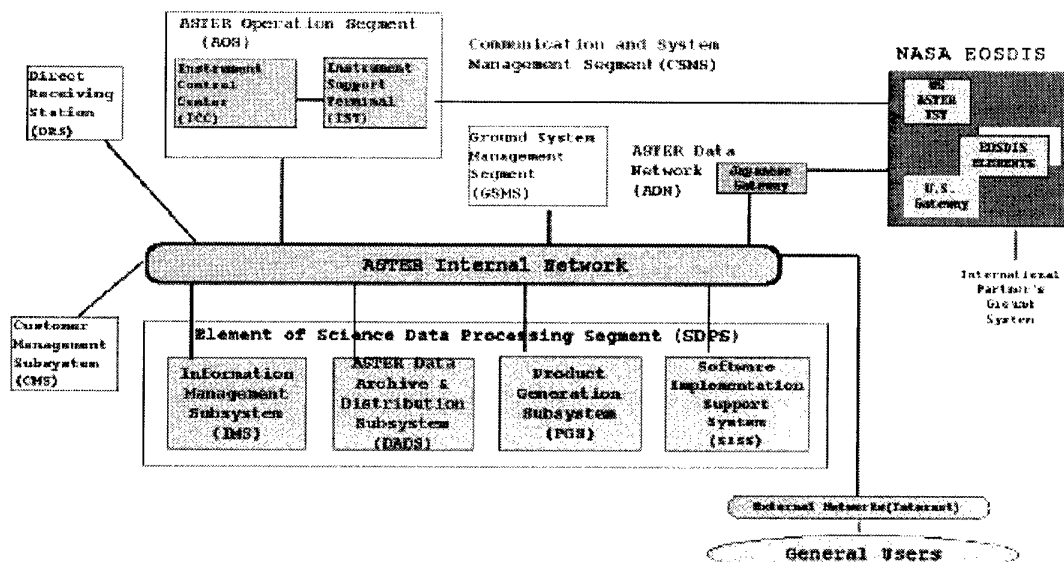 ASTER Operation Segment
(AOS)
Instrument
Control
Center
(ICC)
Instrument
Support
Terminal
(IST)
Communication and System
Management Segment (CSMS)
NASA EOSDIS
US
ASTER
IST
EOSDIS
ELEMENTS
U.S.
Gateway
Direct
Receiving
Station
(DRS)
Ground System
Management
Segment
(GSMS)
ASTER Data
Network
(ADN)
Japanese
Gateway
ASTER Internal Network
International
Partner's
Ground
System
Customer
Management
Subsystem
(CMS)
Element of Science Data Processing Segment (SDPS)
Information
Management
Subsystem
(IMS)
ASTER Data
Archive &
Distribution
Subsystem
(DADS)
Product
Generation
Subsystem
(PGS)
Software
Implementation
Support
System
(SISS)
External Networks(Internet)
General Users